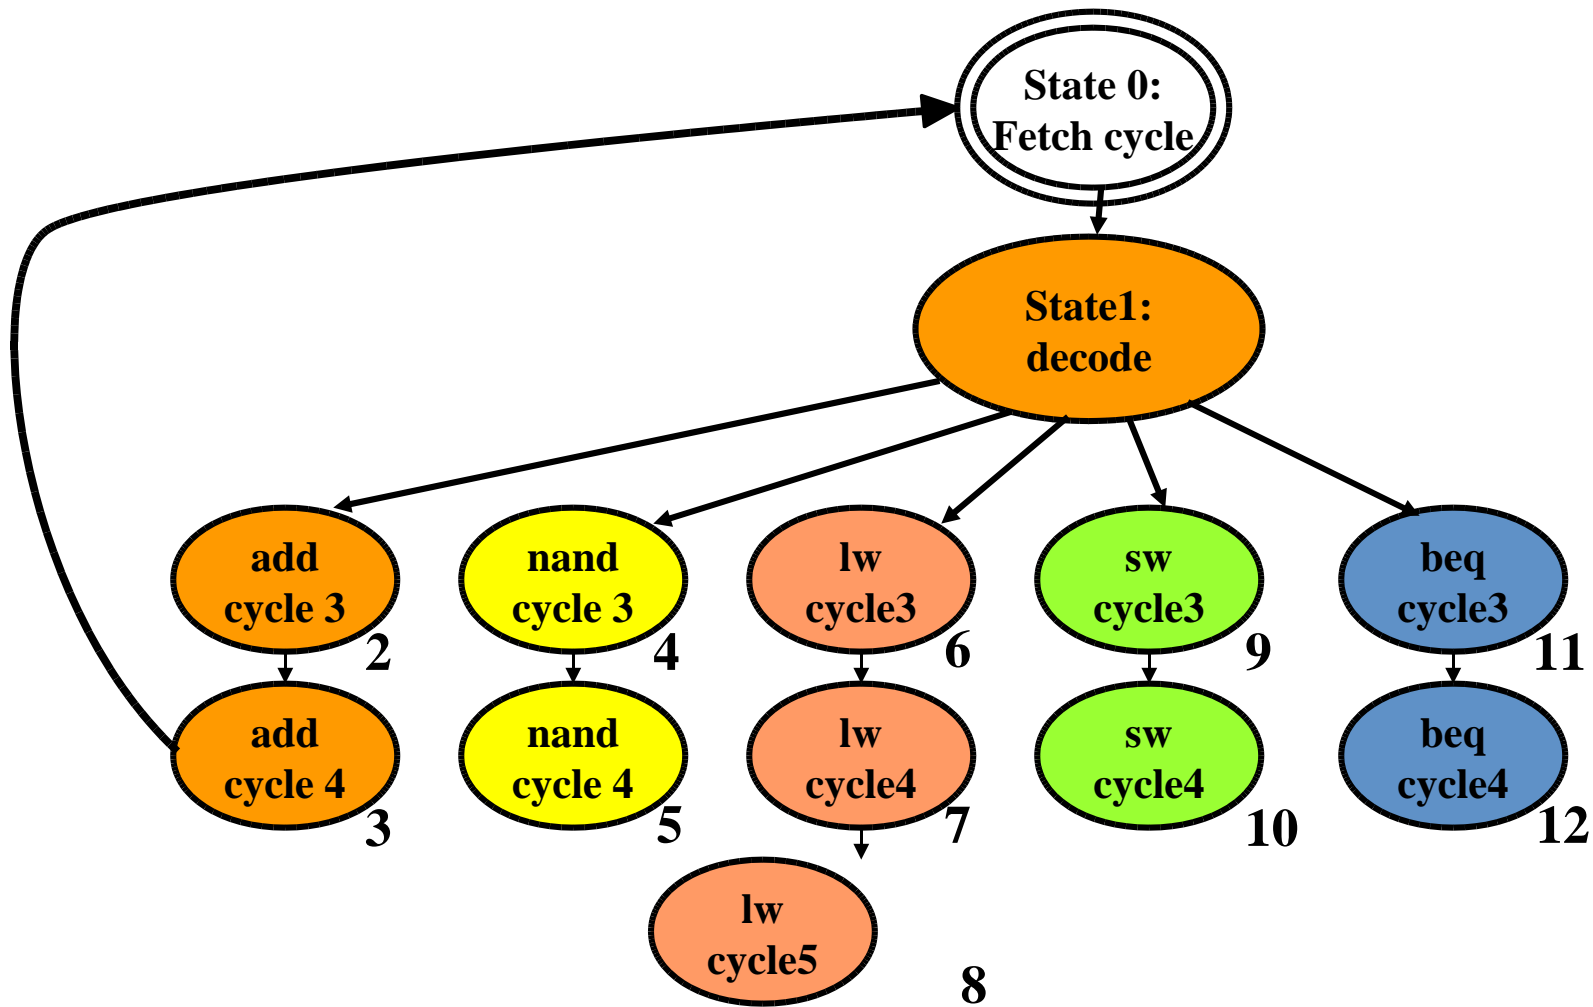 State 0:
Fetch cycle
State1:
decode
add
cycle 3
2
nand
cycle 3
4
lw
cycle3
6
sw
cycle3
9
beq
cycle3
11
add
cycle 4
3
nand
cycle 4
5
lw
cycle4
7
sw
cycle4
10
beq
cycle4
12
lw
cycle5
8